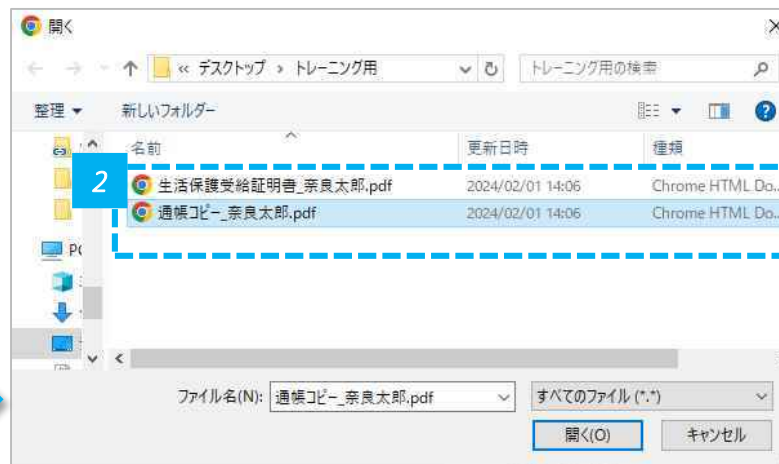 開く
« デスクトップ › トレーニング用
トレーニング用の検索
整理 新しいフォルダー
名前 更新日時 種類
2
生活保護受給証明書_奈良太郎.pdf 2024/02/01 14:06 Chrome HTML Do...
通帳コピー_奈良太郎.pdf 2024/02/01 14:06 Chrome HTML Do...
ファイル名(N): 通帳コピー_奈良太郎.pdf すべてのファイル (*.*)
開く(O) キャンセル